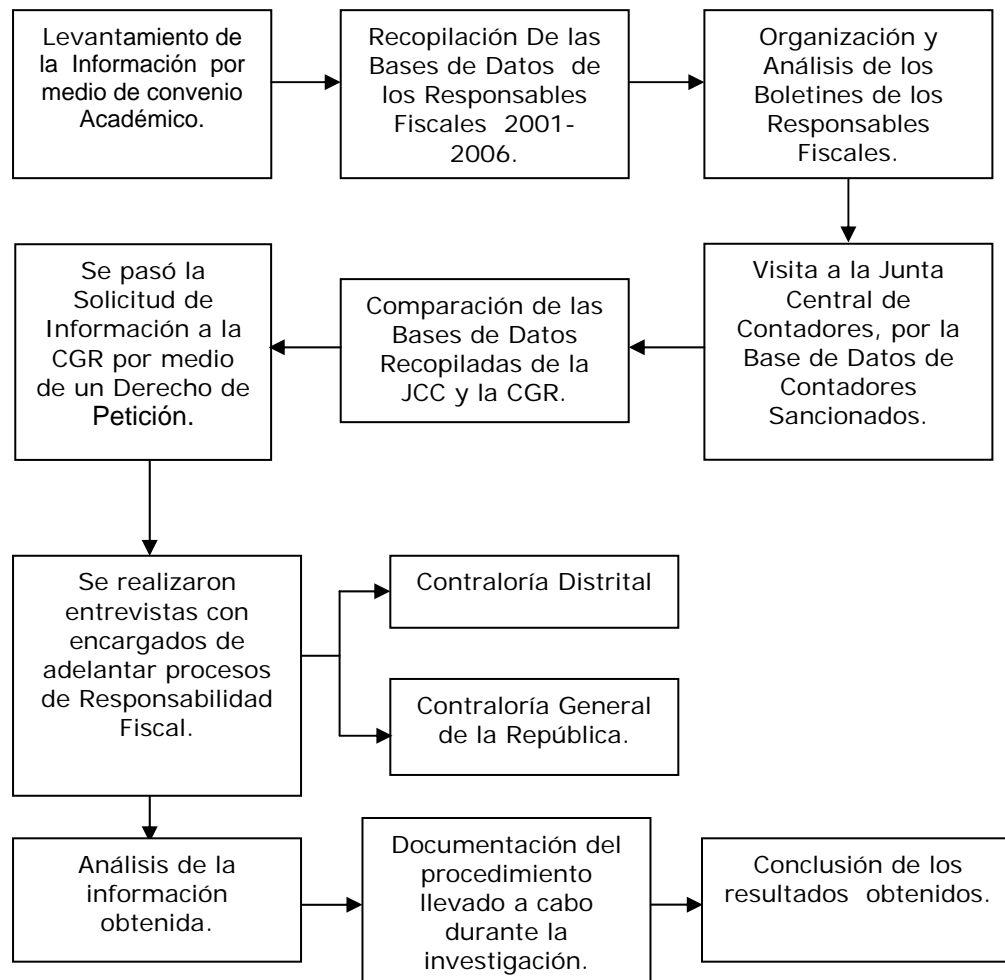 Levantamiento de
la Información por
medio de convenio
Académico.
Recopilación De las
Bases de Datos de
los Responsables
Fiscales 2001-
2006.
Organización y
Análisis de los
Boletines de los
Responsables
Fiscales.
Visita a la Junta
Central de
Contadores, por la
Base de Datos de
Contadores
Sancionados.
Comparación de las
Bases de Datos
Recopiladas de la
JCC y la CGR.
Se pasó la
Solicitud de
Información a la
CGR por medio
de un Derecho de
Petición.
Se realizaron
entrevistas con
encargados de
adelantar procesos
de Responsabilidad
Fiscal.
Contraloría Distrital
Contraloría General
de la República.
Análisis de la
información
obtenida.
Documentación del
procedimiento
llevado a cabo
durante la
investigación.
Conclusión de los
resultados obtenidos.